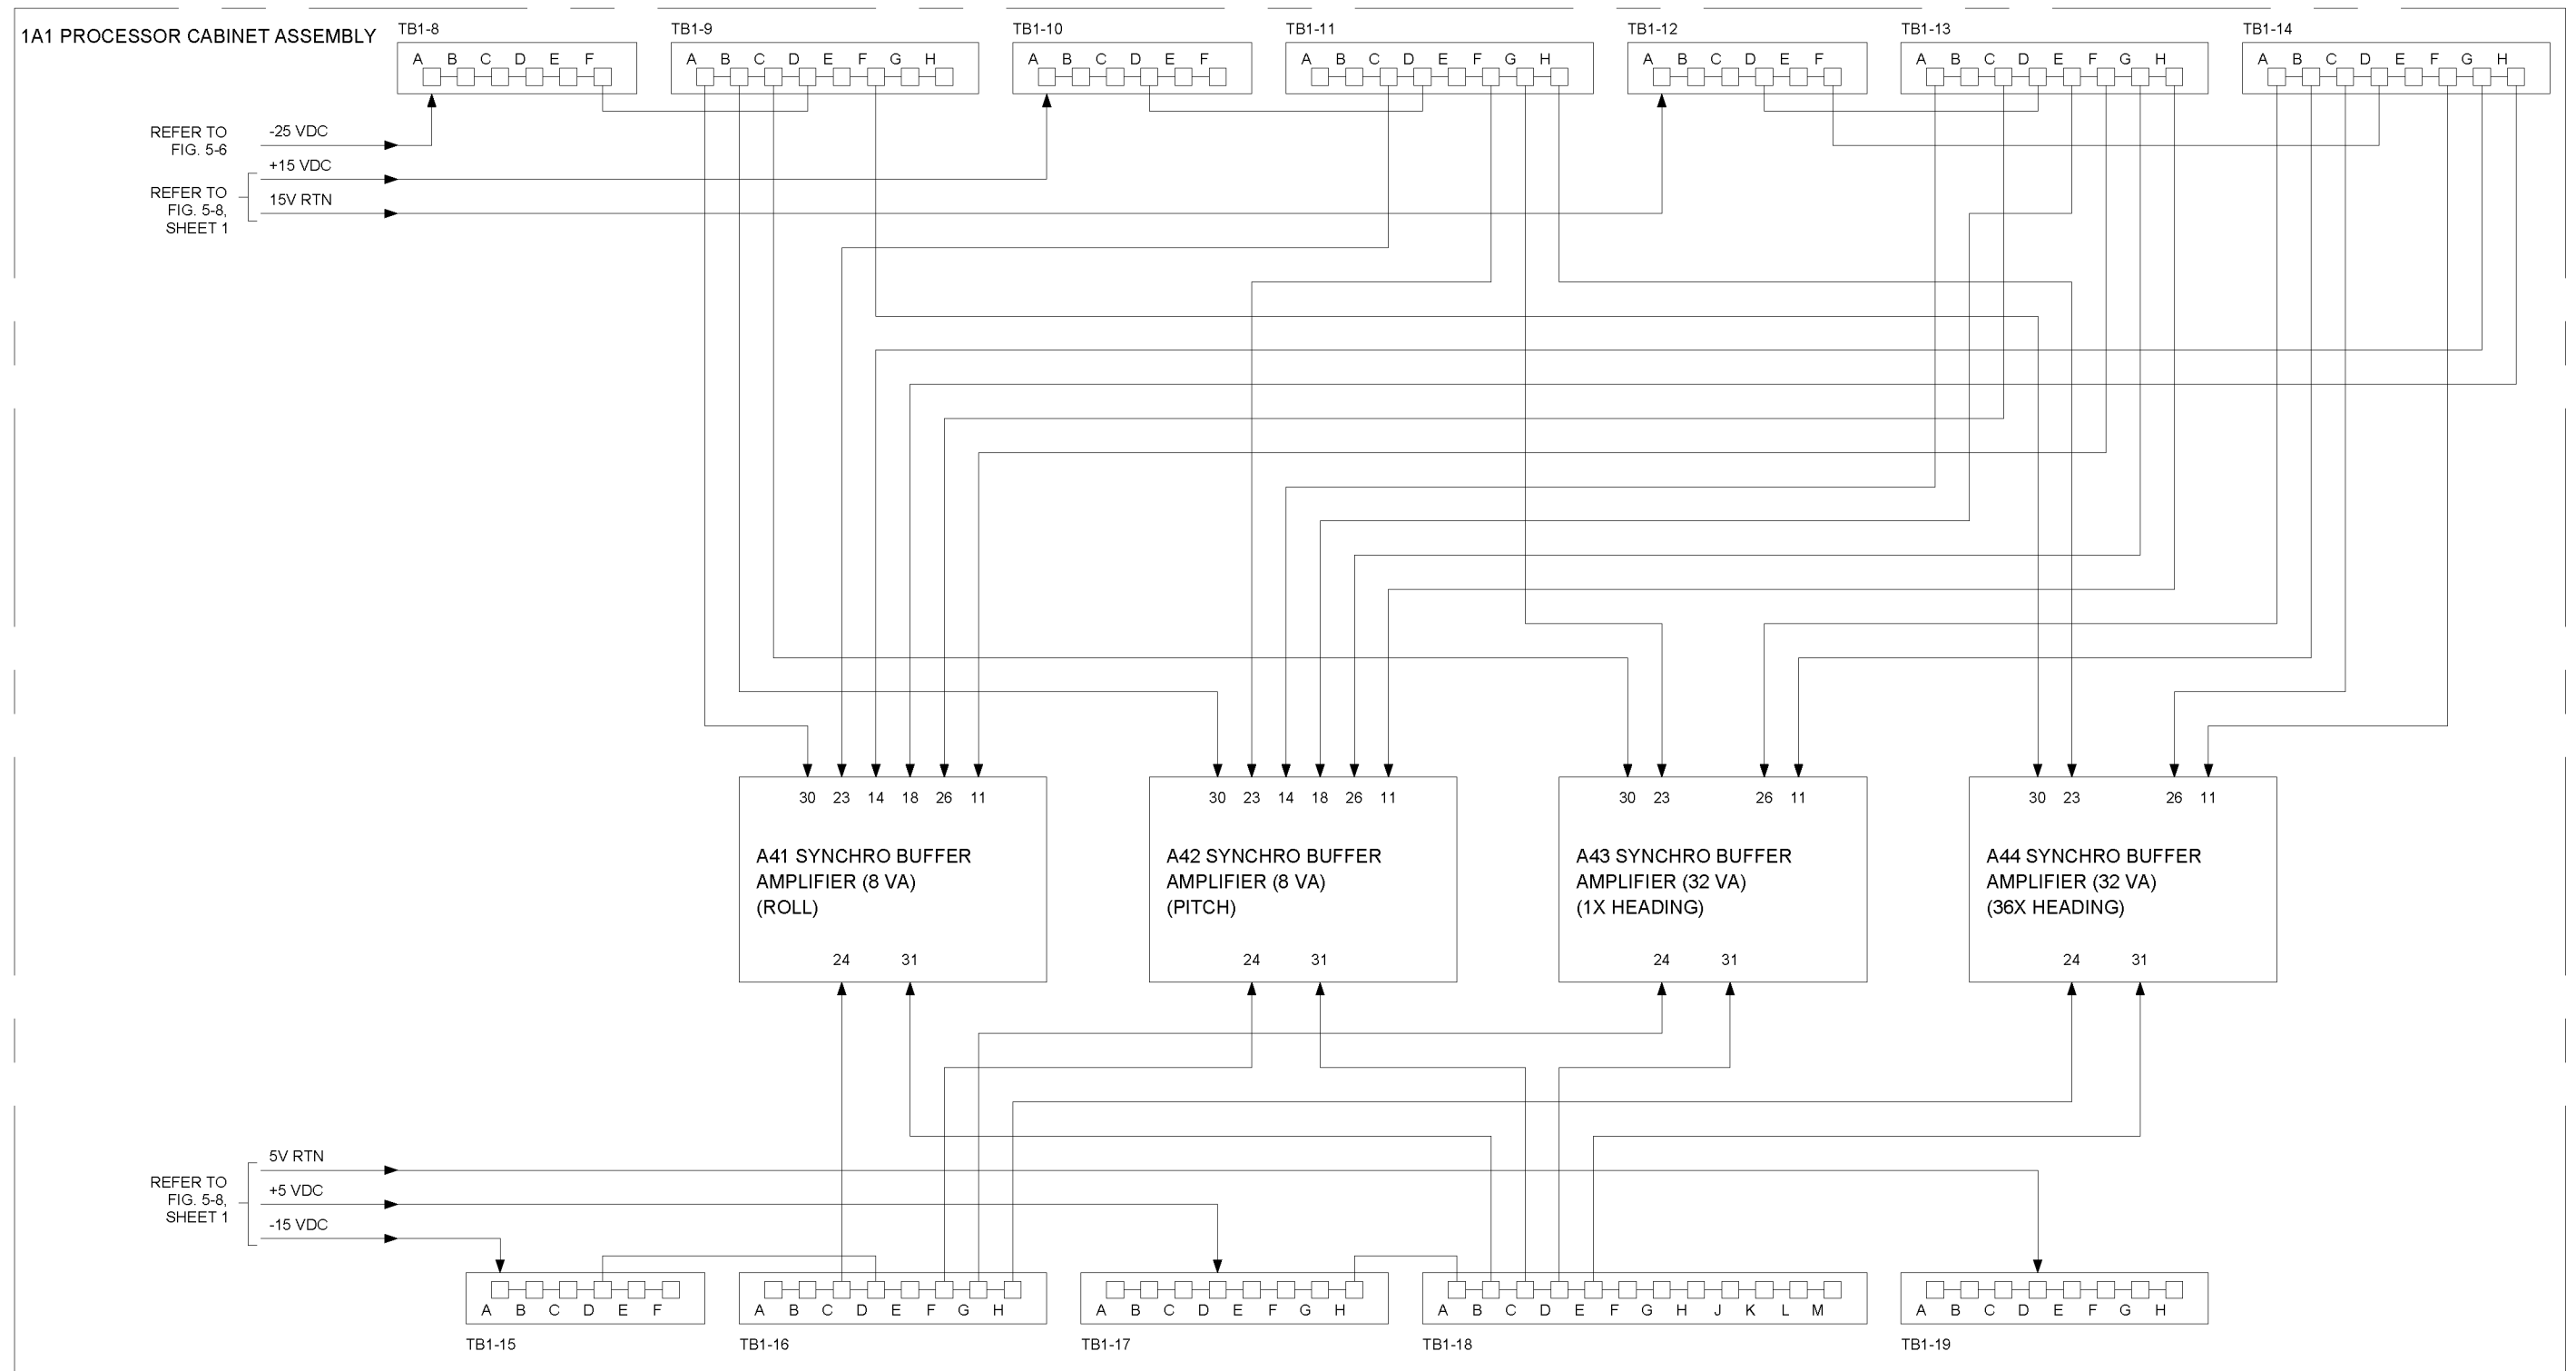 1A1 PROCESSOR CABINET ASSEMBLY
TB1-8
A B C D E F
TB1-9
A B C D E F G H
TB1-10
A B C D E F
TB1-11
A B C D E F G H
TB1-12
A B C D E F
TB1-13
A B C D E F G H
TB1-14
A B C D E F G H
REFER TO
FIG. 5-6
-25 VDC
REFER TO
FIG. 5-8,
SHEET 1
+15 VDC
15V RTN
30 23 14 18 26 11
A41 SYNCHRO BUFFER
AMPLIFIER (8 VA)
(ROLL)
24 31
30 23 14 18 26 11
A42 SYNCHRO BUFFER
AMPLIFIER (8 VA)
(PITCH)
24 31
30 23 26 11
A43 SYNCHRO BUFFER
AMPLIFIER (32 VA)
(1X HEADING)
24 31
30 23 26 11
A44 SYNCHRO BUFFER
AMPLIFIER (32 VA)
(36X HEADING)
24 31
REFER TO
FIG. 5-8,
SHEET 1
5V RTN
+5 VDC
-15 VDC
A B C D E F
TB1-15
A B C D E F G H
TB1-16
A B C D E F G H
TB1-17
A B C D E F G H J K L M
TB1-18
A B C D E F G H
TB1-19